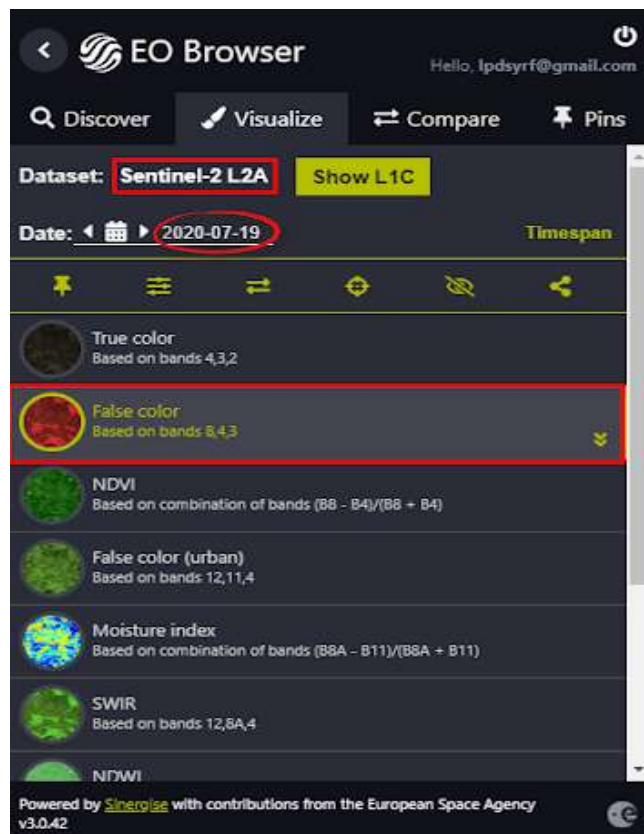 EO Browser
Hello, lpdsyrf@gmail.com
Discover Visualize Compare Pins
Dataset: Sentinel-2 L2A Show L1C
Date: 2020-07-19 Timespan
True color
Based on bands 4,3,2
False color
Based on bands 8,4,3
NDVI
Based on combination of bands (B8 - B4)/(B8 + B4)
False color (urban)
Based on bands 12,11,4
Moisture index
Based on combination of bands (B8A - B11)/(B8A + B11)
SWIR
Based on bands 12,8A,4
NDWI
Powered by Sinergise with contributions from the European Space Agency
v3.0.42